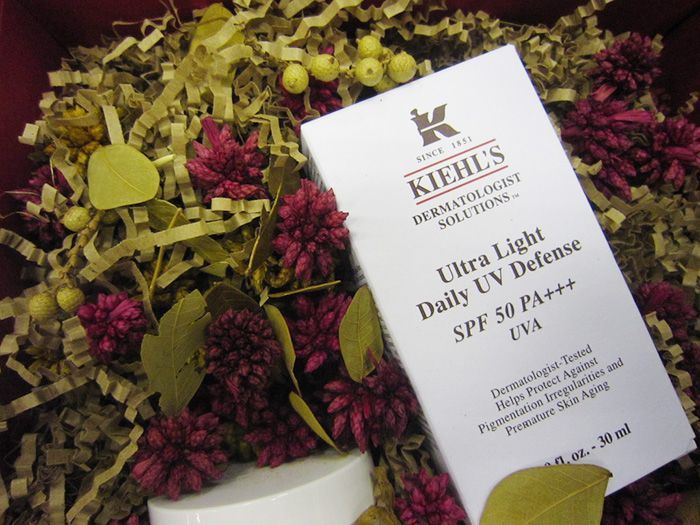 K
SINCE 1851
KIEHL'S
DERMATOLOGIST
SOLUTIONS™
Ultra Light
Daily UV Defense
SPF 50 PA+++
UVA
Dermatologist-Tested
Helps Protect Against
Pigmentation Irregularities and
Premature Skin Aging
fl. oz. - 30 ml